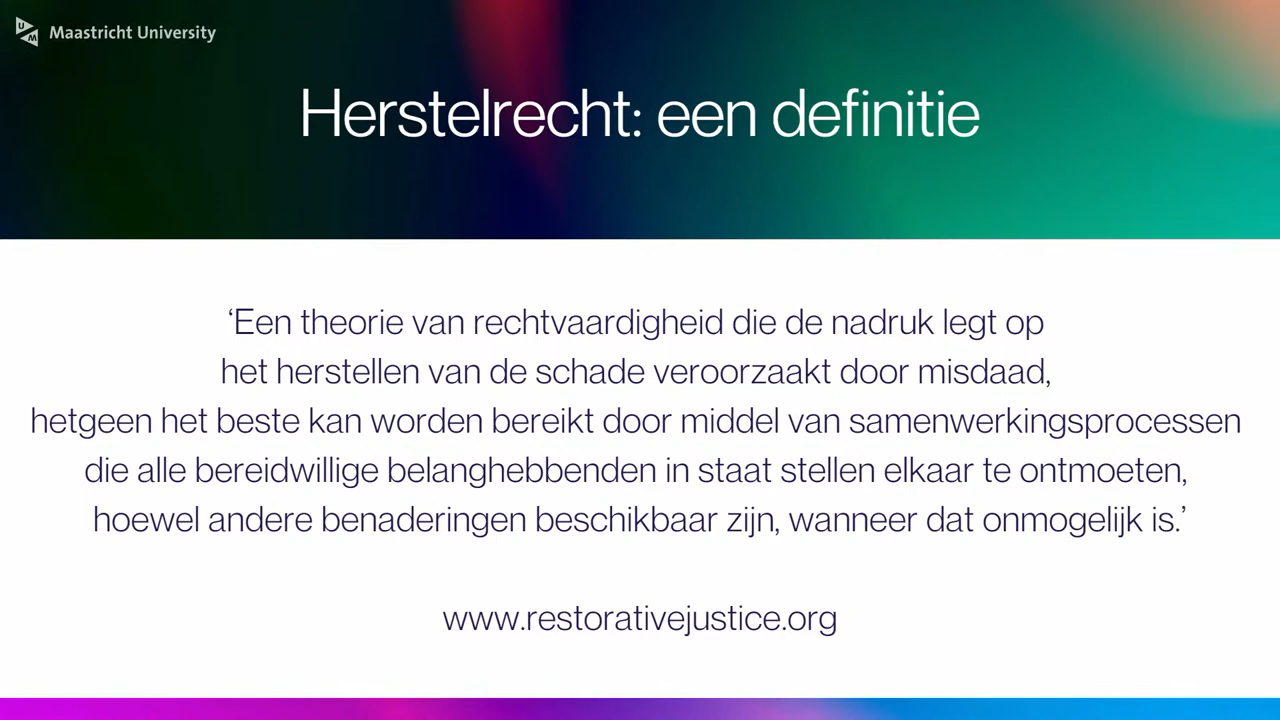 UM Maastricht University
Herstelrecht: een definitie
‘Een theorie van rechtvaardigheid die de nadruk legt op
het herstellen van de schade veroorzaakt door misdaad,
hetgeen het beste kan worden bereikt door middel van samenwerkingsprocessen
die alle bereidwillige belanghebbenden in staat stellen elkaar te ontmoeten,
hoewel andere benaderingen beschikbaar zijn, wanneer dat onmogelijk is.’
www.restorativejustice.org